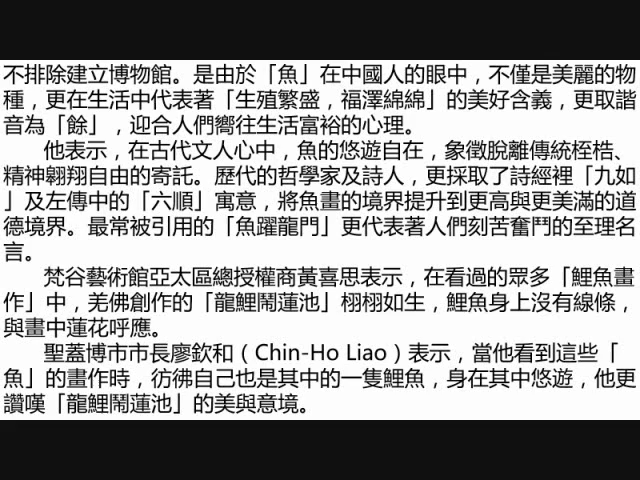 不排除建立博物館。是由於「魚」在中國人的眼中，不僅是美麗的物
種，更在生活中代表著「生殖繁盛，福澤綿綿」的美好含義，更取諧
音為「餘」，迎合人們嚮往生活富裕的心理。
他表示，在古代文人心中，魚的悠遊自在，象徵脫離傳統桎梏、
精神翱翔自由的寄託。歷代的哲學家及詩人，更採取了詩經裡「九如
」及左傳中的「六順」寓意，將魚畫的境界提升到更高與更美滿的道
德境界。最常被引用的「魚躍龍門」更代表著人們刻苦奮鬥的至理名
言。
梵谷藝術館亞太區總授權商黃喜思表示，在看過的眾多「鯉魚畫
作」中，羌佛創作的「龍鯉鬧蓮池」栩栩如生，鯉魚身上沒有線條，
與畫中蓮花呼應。
聖蓋博市市長廖欽和（Chin-Ho Liao）表示，當他看到這些「
魚」的畫作時，彷彿自己也是其中的一隻鯉魚，身在其中悠遊，他更
讚嘆「龍鯉鬧蓮池」的美與意境。